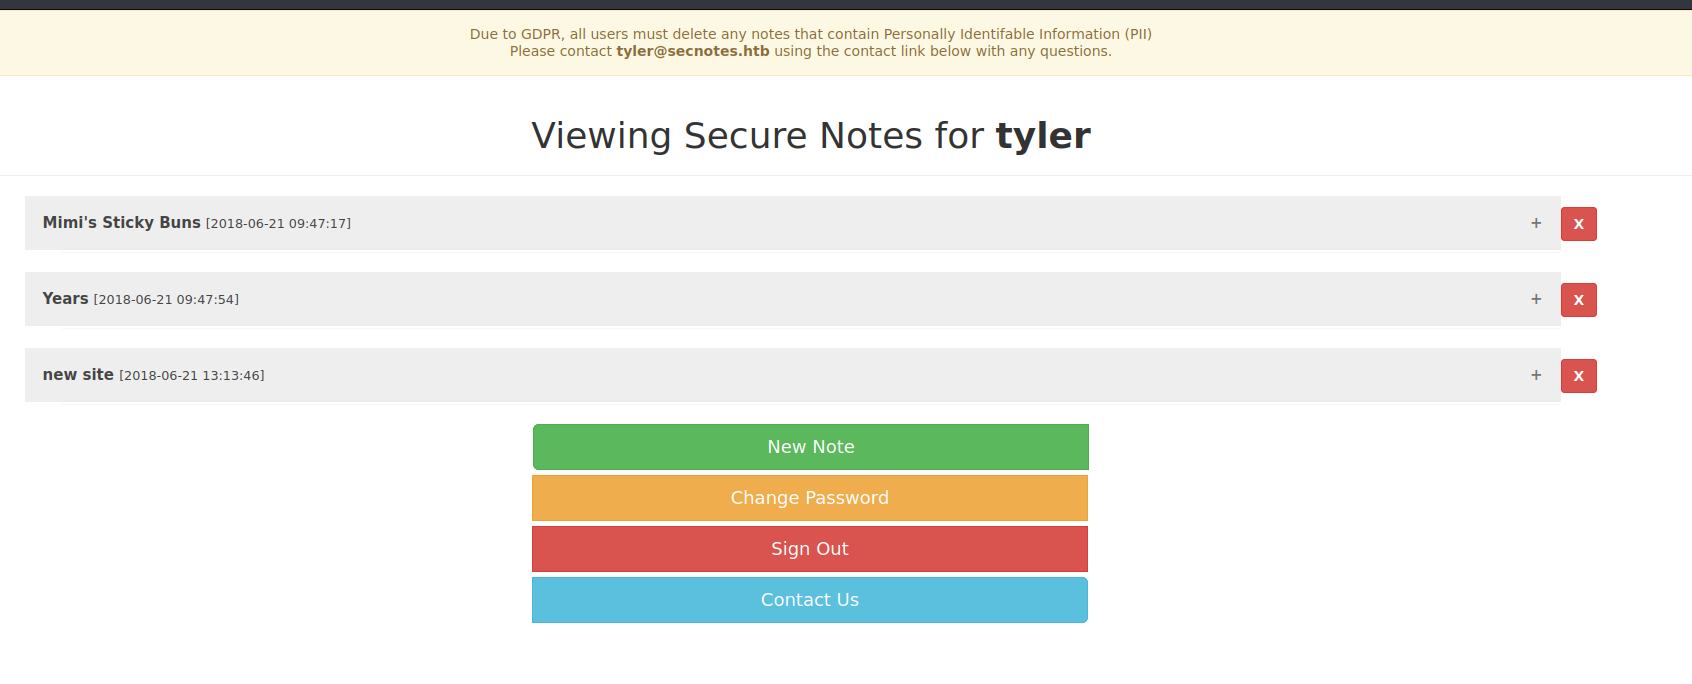 Due to GDPR, all users must delete any notes that contain Personally Identifable Information (PII)
Please contact tyler@secnotes.htb using the contact link below with any questions.
Viewing Secure Notes for tyler
Mimi's Sticky Buns [2018-06-21 09:47:17] + X
Years [2018-06-21 09:47:54] + X
new site [2018-06-21 13:13:46] + X
New Note
Change Password
Sign Out
Contact Us